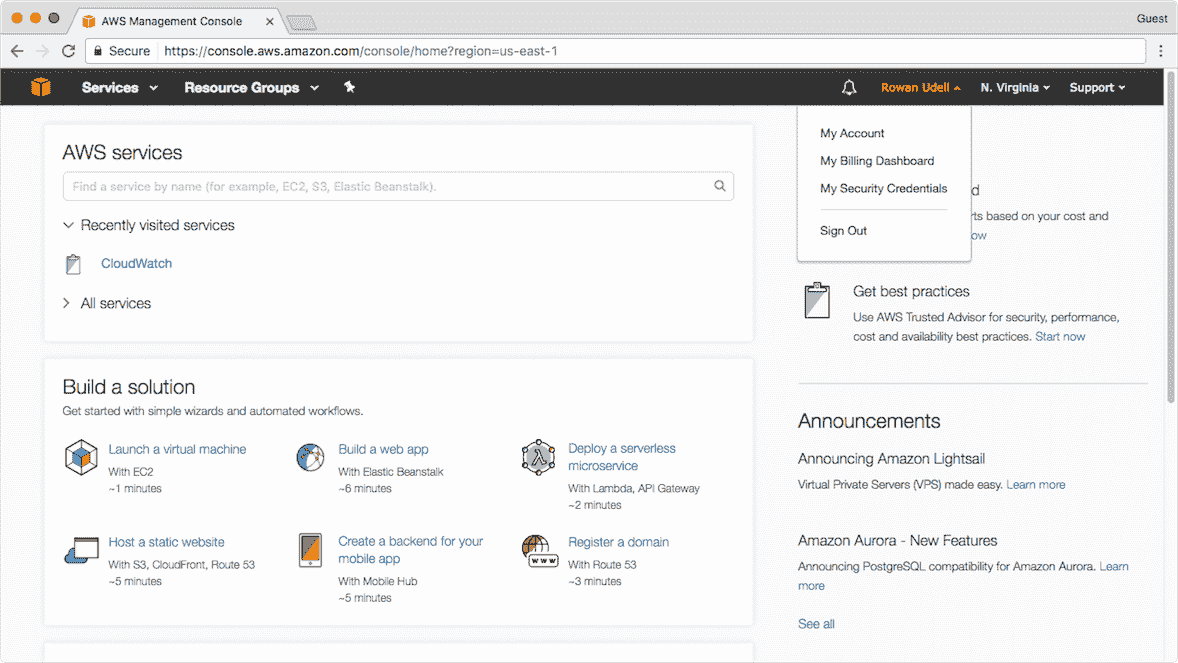 AWS Management Console
Guest
Secure
https://console.aws.amazon.com/console/home?region=us-east-1
Services
Resource Groups
Rowan Udell
N. Virginia
Support
My Account
My Billing Dashboard
My Security Credentials
Sign Out
AWS services
Find a service by name (for example, EC2, S3, Elastic Beanstalk).
Recently visited services
CloudWatch
All services
Build a solution
Get started with simple wizards and automated workflows.
Launch a virtual machine
With EC2
~1 minutes
Build a web app
With Elastic Beanstalk
~6 minutes
Deploy a serverless
microservice
With Lambda, API Gateway
~2 minutes
Host a static website
With S3, CloudFront, Route 53
~5 minutes
Create a backend for your
mobile app
With Mobile Hub
~5 minutes
www
Register a domain
With Route 53
~3 minutes
d
rts based on your cost and
ow
Get best practices
Use AWS Trusted Advisor for security, performance,
cost and availability best practices. Start now
Announcements
Announcing Amazon Lightsail
Virtual Private Servers (VPS) made easy. Learn more
Amazon Aurora - New Features
Announcing PostgreSQL compatibility for Amazon Aurora. Learn
more
See all